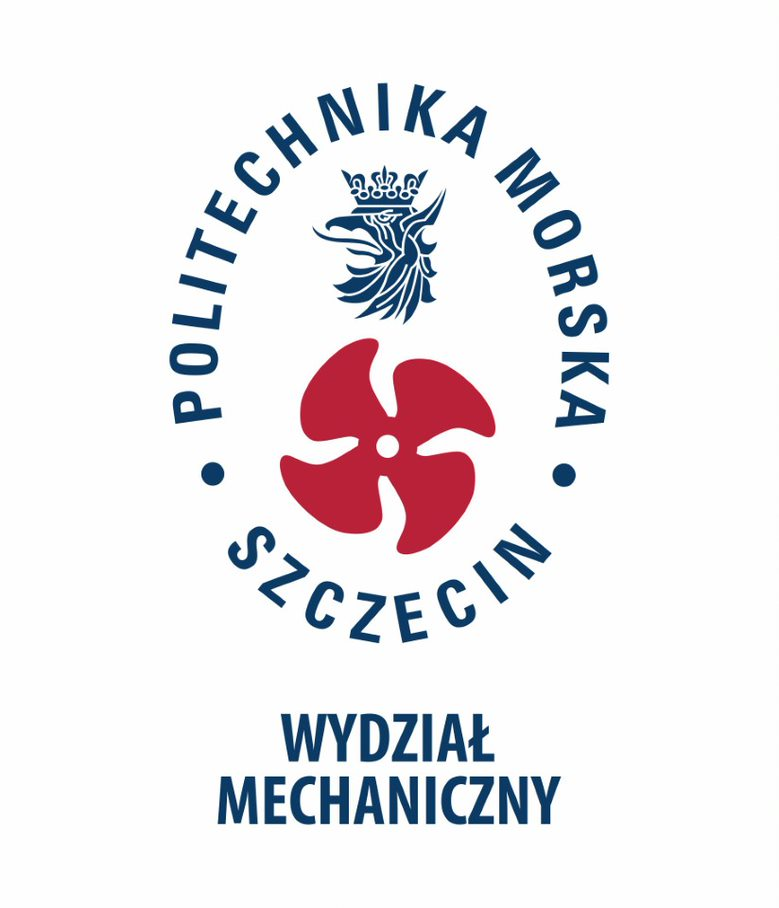 POLITECHNIKA MORSKA
• SZCZECIN •
WYDZIAŁ
MECHANICZNY